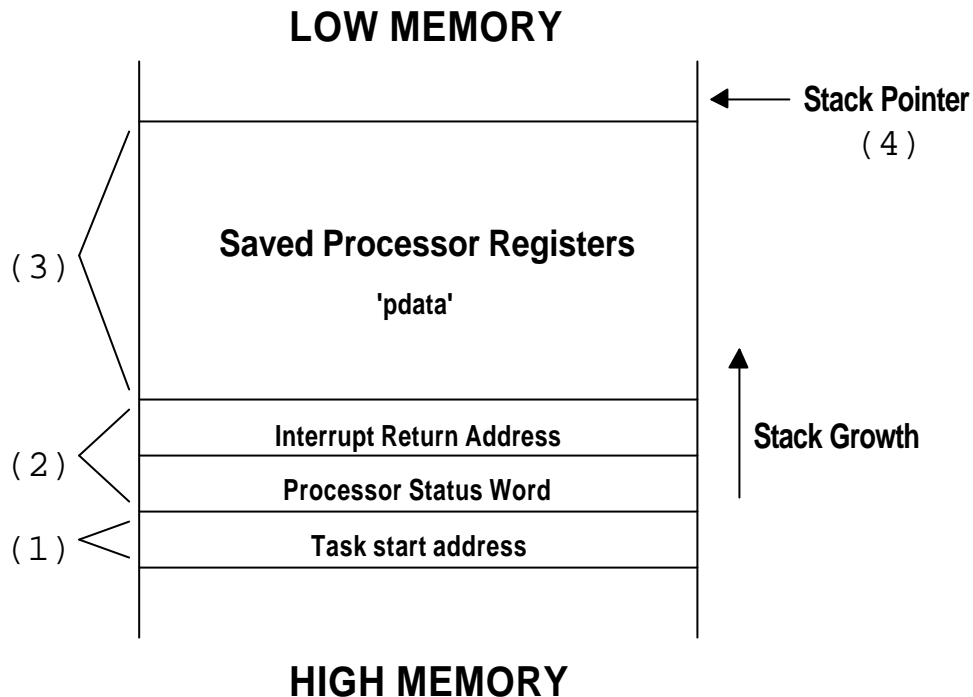 LOW MEMORY
Stack Pointer
(4)
Saved Processor Registers
(3)
'pdata'
Interrupt Return Address
Stack Growth
(2)
Processor Status Word
(1)
Task start address
HIGH MEMORY